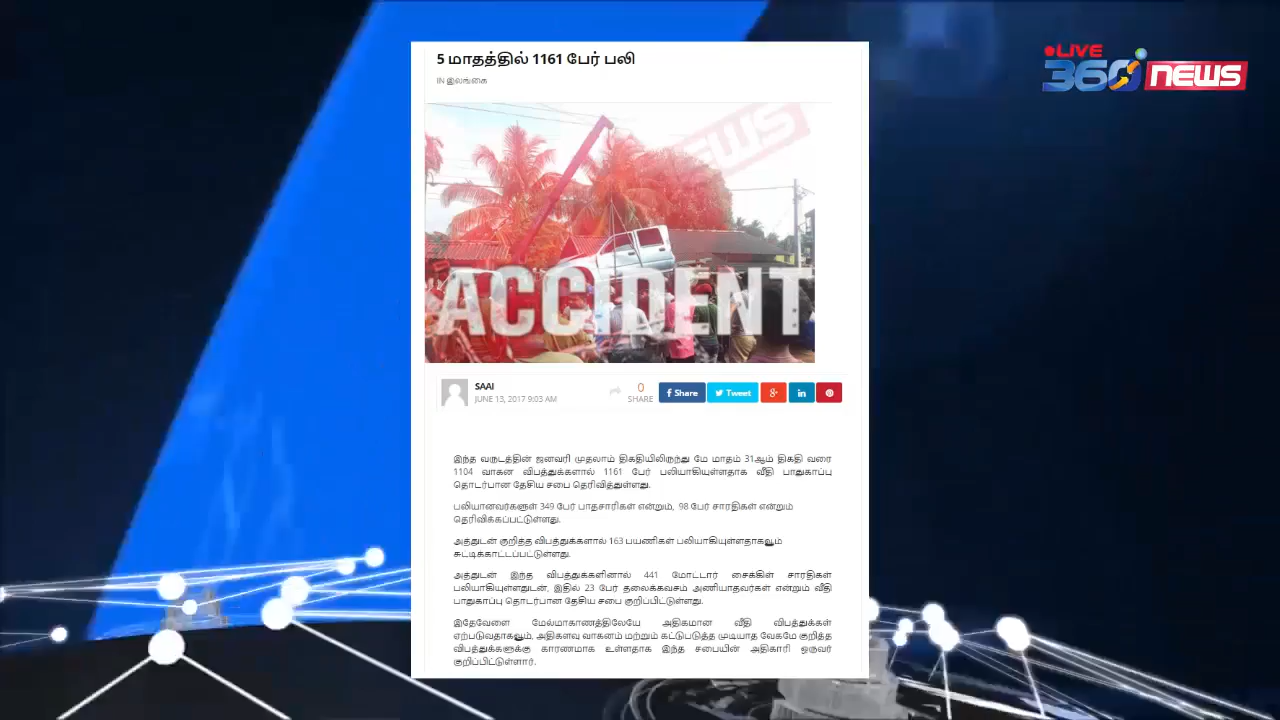 5 மாதத்தில் 1161 பேர் பலி
IN இலங்கை
LIVE
360° NEWS
NEWS
ACCIDENT
SAAI
JUNE 13, 2017 9:03 AM
0
SHARE
Share
Tweet
இந்த வருடத்தின் ஜனவரி முதலாம் திகதியிலிருந்து மே மாதம் 31ஆம் திகதி வரை
1104 வாகன விபத்துக்களால் 1161 பேர் பலியாகியுள்ளதாக வீதி பாதுகாப்பு
தொடர்பான தேசிய சபை தெரிவித்துள்ளது.
பலியானவர்களுள் 349 பேர் பாதசாரிகள் என்றும், 98 பேர் சாரதிகள் என்றும்
தெரிவிக்கப்பட்டுள்ளது.
அத்துடன் குறித்த விபத்துக்களால் 163 பயணிகள் பலியாகியுள்ளதாகவும்
சுட்டிக்காட்டப்பட்டுள்ளது.
அத்துடன் இந்த விபத்துக்களினால் 441 மோட்டார் சைக்கிள் சாரதிகள்
பலியாகியுள்ளதுடன், இதில் 23 பேர் தலைக்கவசம் அணியாதவர்கள் என்றும் வீதி
பாதுகாப்பு தொடர்பான தேசிய சபை குறிப்பிட்டுள்ளது.
இதேவேளை மேல்மாகாணத்திலேயே அதிகமான வீதி விபத்துக்கள்
ஏற்படுவதாகவும், அதிகளவு வாகனம் மற்றும் கட்டுபடுத்த முடியாத வேகமே குறித்த
விபத்துக்களுக்கு காரணமாக உள்ளதாக இந்த சபையின் அதிகாரி ஒருவர்
குறிப்பிட்டுள்ளார்.